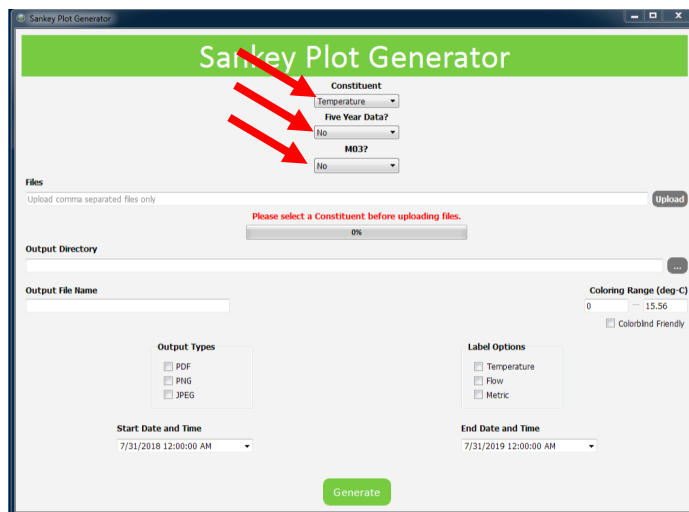 Sankey Plot Generator
Sankey Plot Generator
Constituent
Temperature
Five Year Data?
No
M03?
No
Files
Upload comma separated files only
Upload
Please select a Constituent before uploading files.
0%
Output Directory
...
Output File Name
Coloring Range (deg-C)
0 — 15.56
Colorblind Friendly
Output Types
PDF
PNG
JPEG
Label Options
Temperature
Flow
Metric
Start Date and Time
7/31/2018 12:00:00 AM
End Date and Time
7/31/2019 12:00:00 AM
Generate